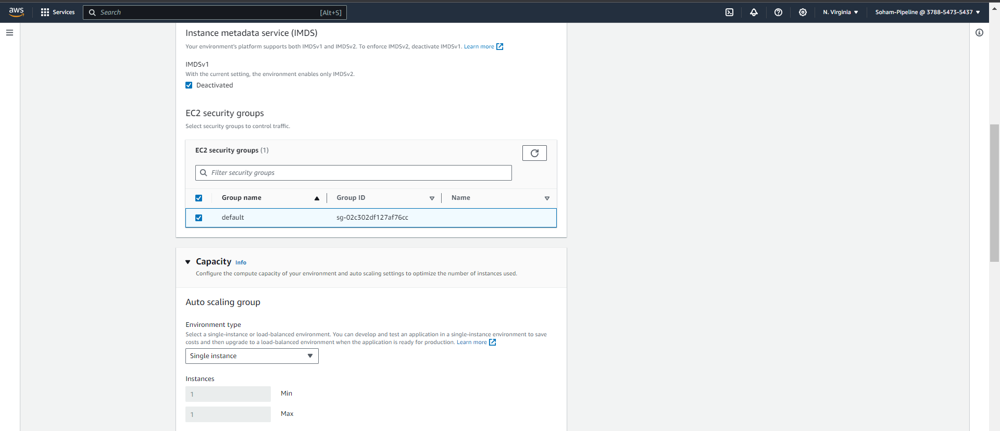 aws
Services
Search
[Alt+S]
N. Virginia
Soham-Pipeline @ 3788-5473-5437
Instance metadata service (IMDS)
Your environment's platform supports both IMDSv1 and IMDSv2. To enforce IMDSv2, deactivate IMDSv1. Learn more
IMDSv1
With the current setting, the environment enables only IMDSv2.
Deactivated
EC2 security groups
Select security groups to control traffic.
EC2 security groups (1)
Filter security groups
Group name
Group ID
Name
default
sg-02c302df127af76cc
Capacity Info
Configure the compute capacity of your environment and auto scaling settings to optimize the number of instances used.
Auto scaling group
Environment type
Select a single-instance or load-balanced environment. You can develop and test an application in a single-instance environment to save
costs and then upgrade to a load-balanced environment when the application is ready for production. Learn more
Single instance
Instances
1
Min
1
Max